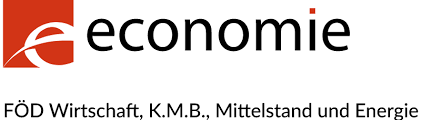 economie
FÖD Wirtschaft, K.M.B., Mittelstand und Energie